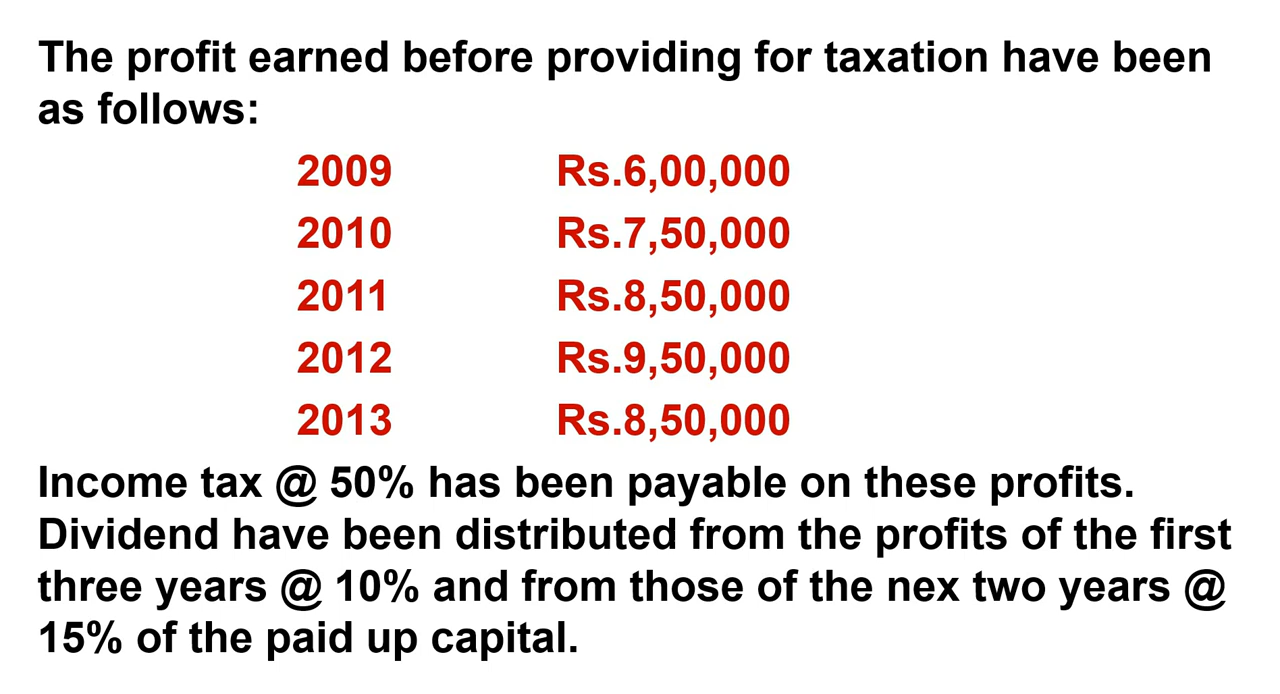 The profit earned before providing for taxation have been
as follows:
2009 Rs.6,00,000
2010 Rs.7,50,000
2011 Rs.8,50,000
2012 Rs.9,50,000
2013 Rs.8,50,000
Income tax @ 50% has been payable on these profits.
Dividend have been distributed from the profits of the first
three years @ 10% and from those of the nex two years @
15% of the paid up capital.